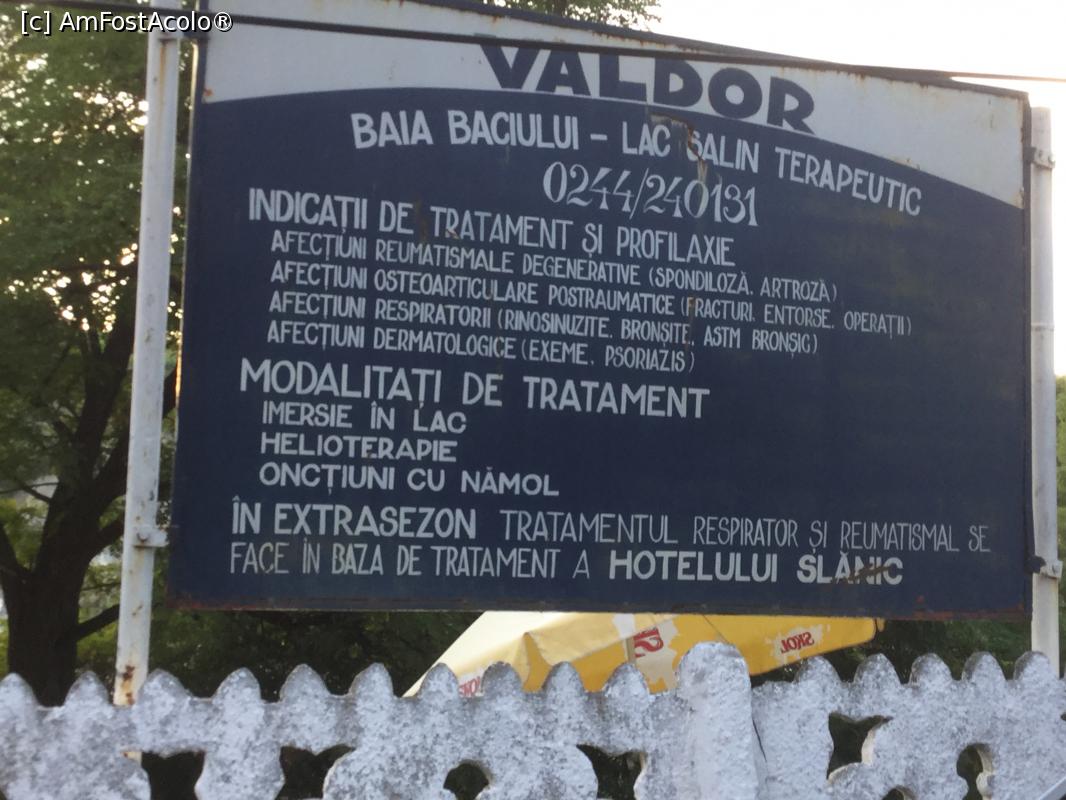 [c] AmFostAcolo®
VALDOR
BAIA BACIULUI – LAC SALIN TERAPEUTIC
0244/240131
INDICAȚII DE TRATAMENT ȘI PROFILAXIE
AFECȚIUNI REUMATISMALE DEGENERATIVE (SPONDILOZĂ, ARTROZĂ)
AFECȚIUNI OSTEOARTICULARE POSTRAUMATICE (FRACTURI, ENTORSE, OPERAȚII)
AFECȚIUNI RESPIRATORII (RINOSINUZITE, BRONȘITE, ASTM BRONȘIC)
AFECȚIUNI DERMATOLOGICE (EXEME, PSORIAZIS)
MODALITAȚI DE TRATAMENT
IMERSIE ÎN LAC
HELIOTERAPIE
ONCȚIUNI CU NĂMOL
ÎN EXTRASEZON TRATAMENTUL RESPIRATOR ȘI REUMATISMAL SE
FACE ÎN BAZA DE TRATAMENT A HOTELULUI SLĂNIC
SKOL